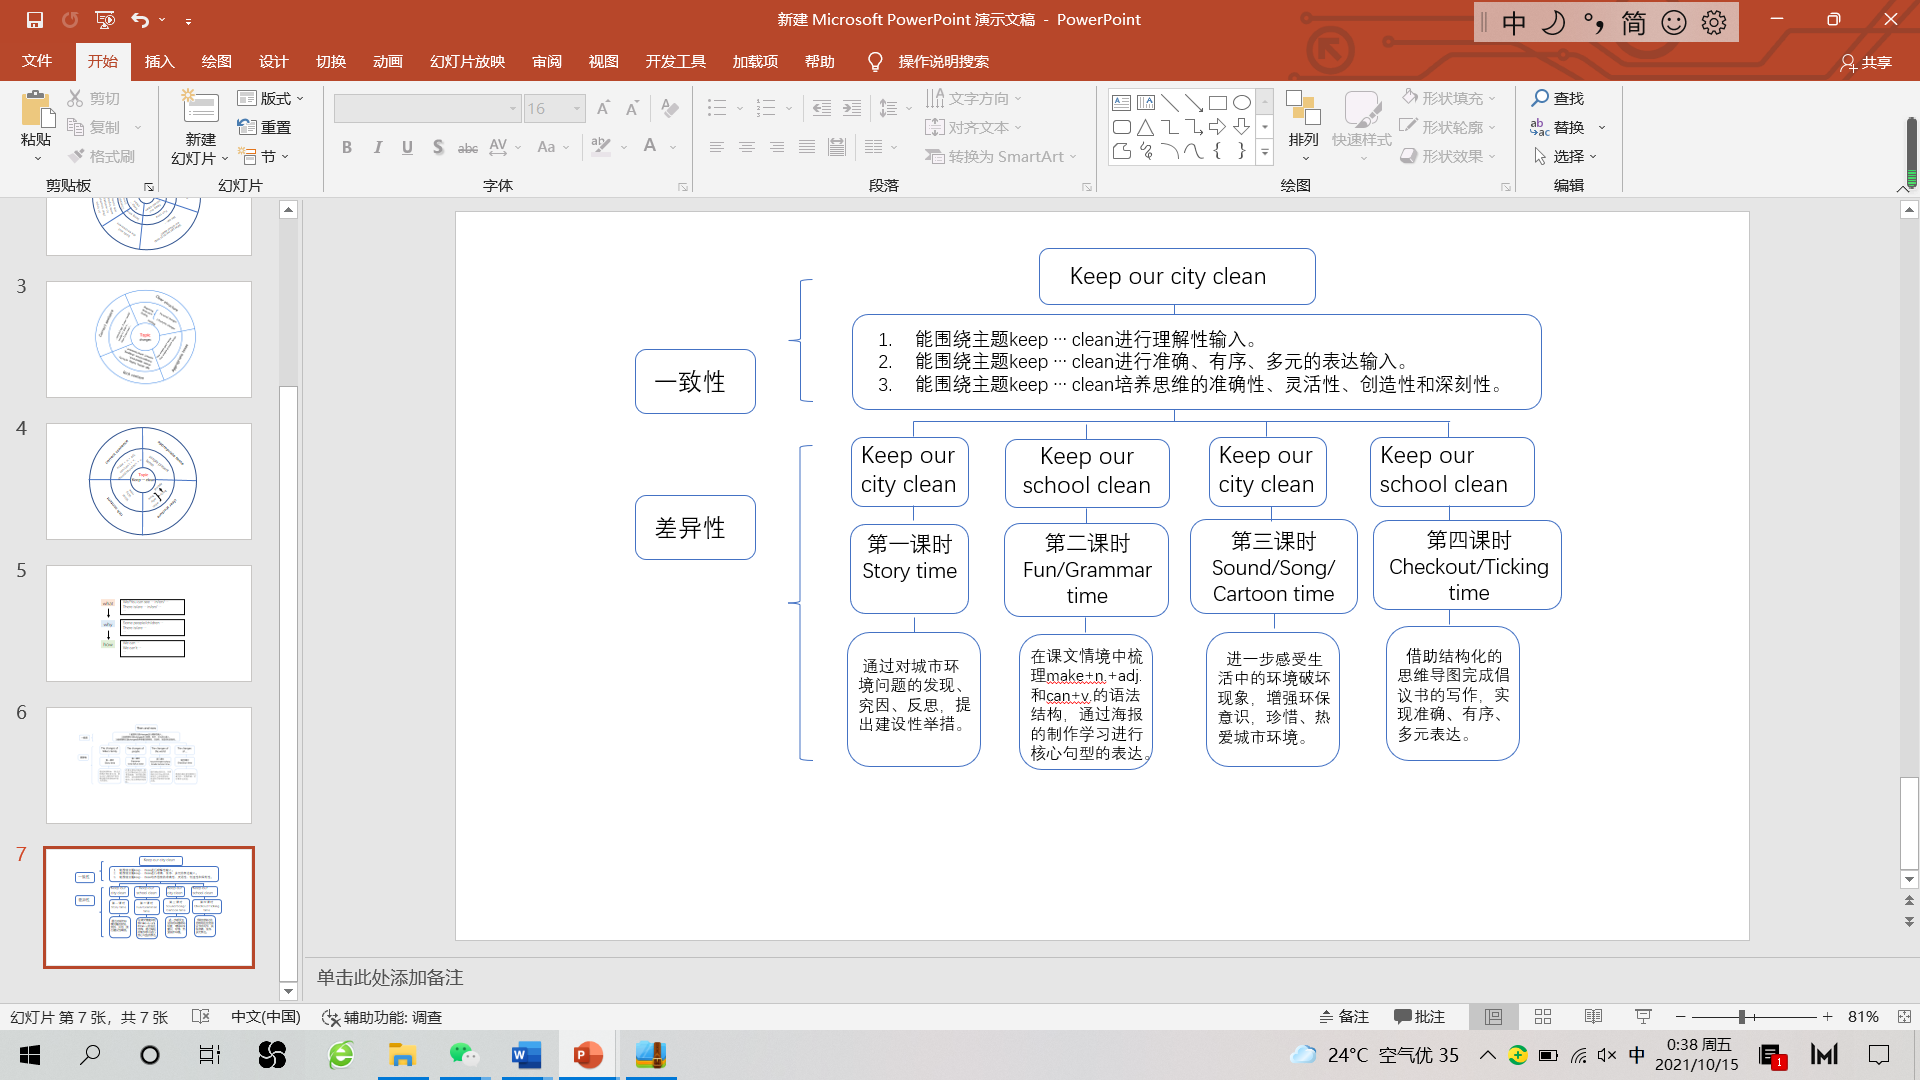 新建 Microsoft PowerPoint 演示文稿 - PowerPoint
中 简
文件 开始 插入 绘图 设计 切换 动画 幻灯片放映 审阅 视图 开发工具 加载项 帮助 操作说明搜索 共享
粘贴
剪切
复制
格式刷
剪贴板
新建
幻灯片
版式
重置
节
幻灯片
16
B I U S abc AV Aa A
字体
文字方向
对齐文本
转换为 SmartArt
段落
排列
快速样式
形状填充
形状轮廓
形状效果
绘图
查找
替换
选择
编辑
3
4
5
6
7
Keep our city clean
一致性
1. 能围绕主题keep ··· clean进行理解性输入。
2. 能围绕主题keep ··· clean进行准确、有序、多元的表达输入。
3. 能围绕主题keep ··· clean培养思维的准确性、灵活性、创造性和深刻性。
差异性
Keep our
city clean
Keep our
school clean
Keep our
city clean
Keep our
school clean
第一课时
Story time
第二课时
Fun/Grammar
time
第三课时
Sound/Song/
Cartoon time
第四课时
Checkout/Ticking
time
通过对城市环
境问题的发现、
究因、反思，提
出建设性举措。
在课文情境中梳
理make+n.+adj.
和can+v.的语法
结构，通过海报
的制作学习进行
核心句型的表达。
进一步感受生
活中的环境破坏
现象，增强环保
意识，珍惜、热
爱城市环境。
借助结构化的
思维导图完成倡
议书的写作，实
现准确、有序、
多元表达。
单击此处添加备注
幻灯片 第 7 张，共 7 张 中文(中国) 辅助功能: 调查 备注 批注 81%
24°C 空气优 35 中 0:38 周五
2021/10/15
1